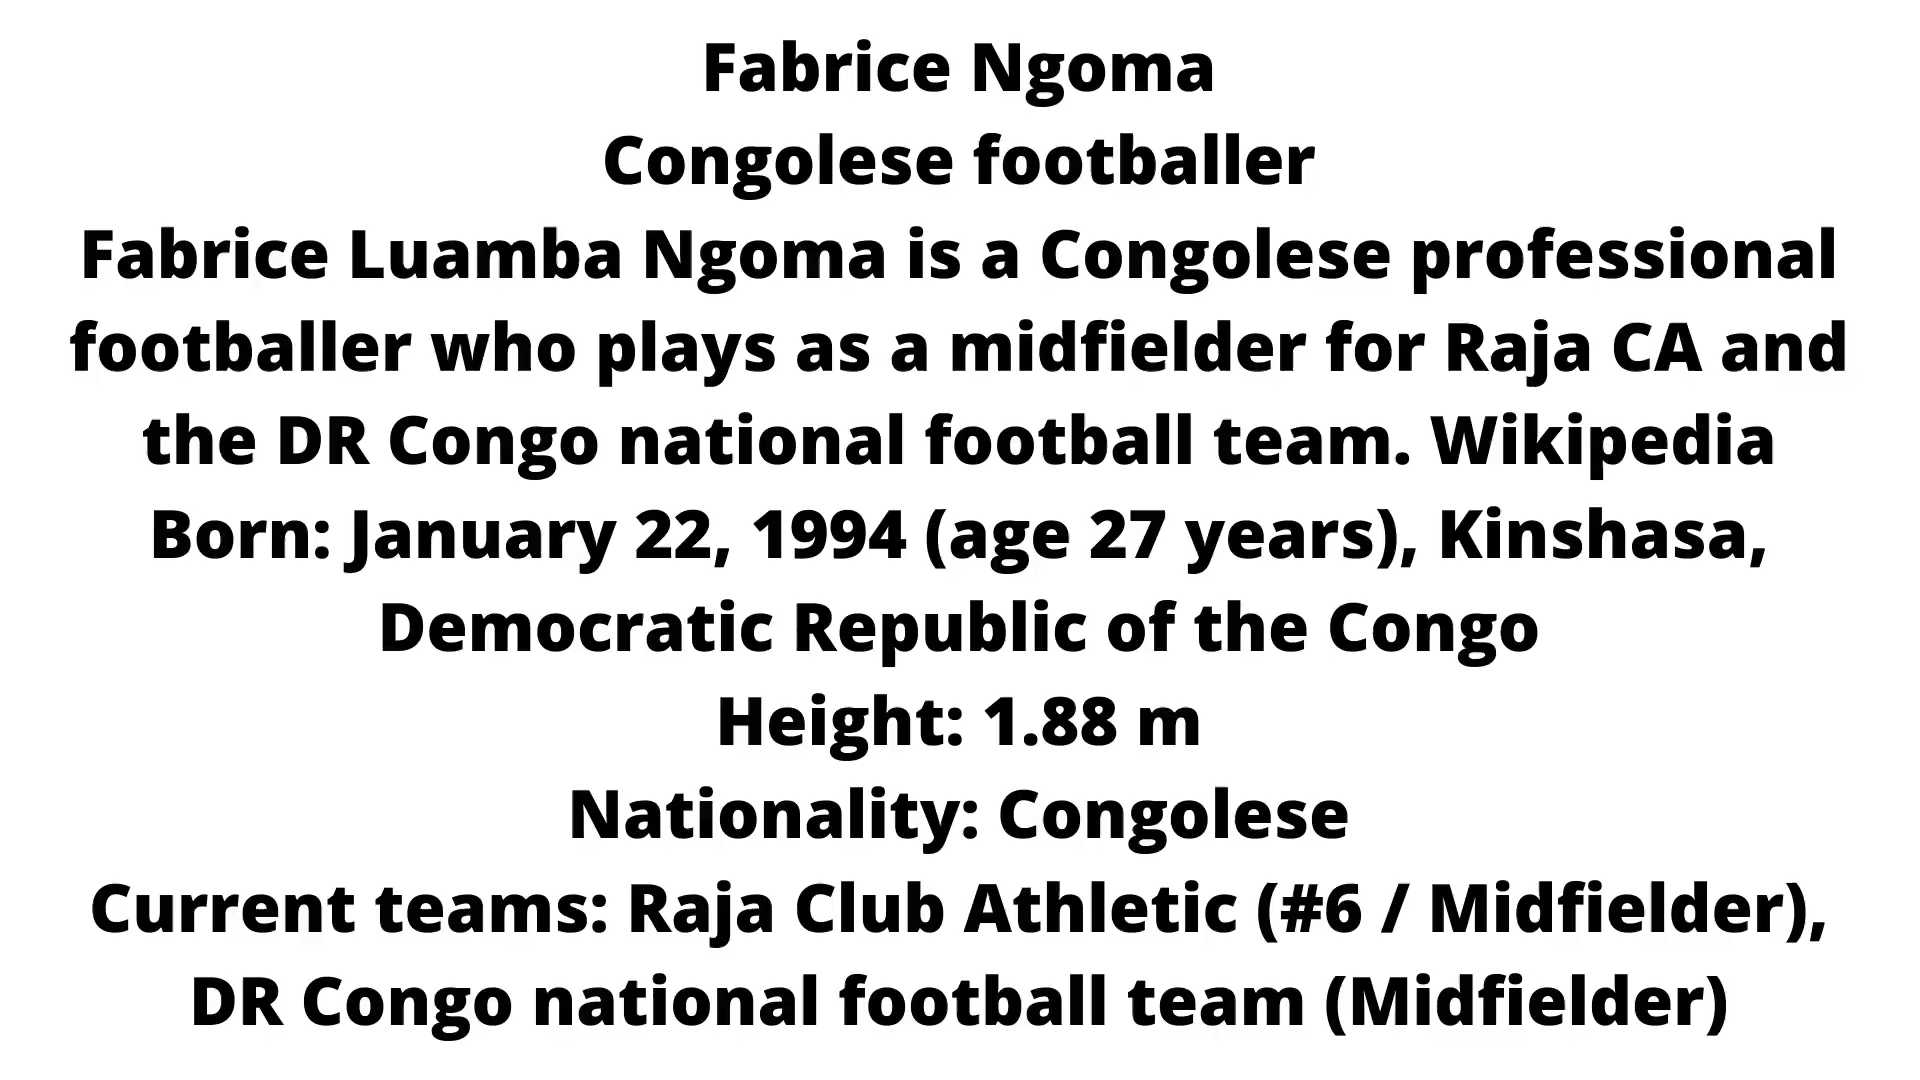 Fabrice Ngoma
Congolese footballer
Fabrice Luamba Ngoma is a Congolese professional
footballer who plays as a midfielder for Raja CA and
the DR Congo national football team. Wikipedia
Born: January 22, 1994 (age 27 years), Kinshasa,
Democratic Republic of the Congo
Height: 1.88 m
Nationality: Congolese
Current teams: Raja Club Athletic (#6 / Midfielder),
DR Congo national football team (Midfielder)